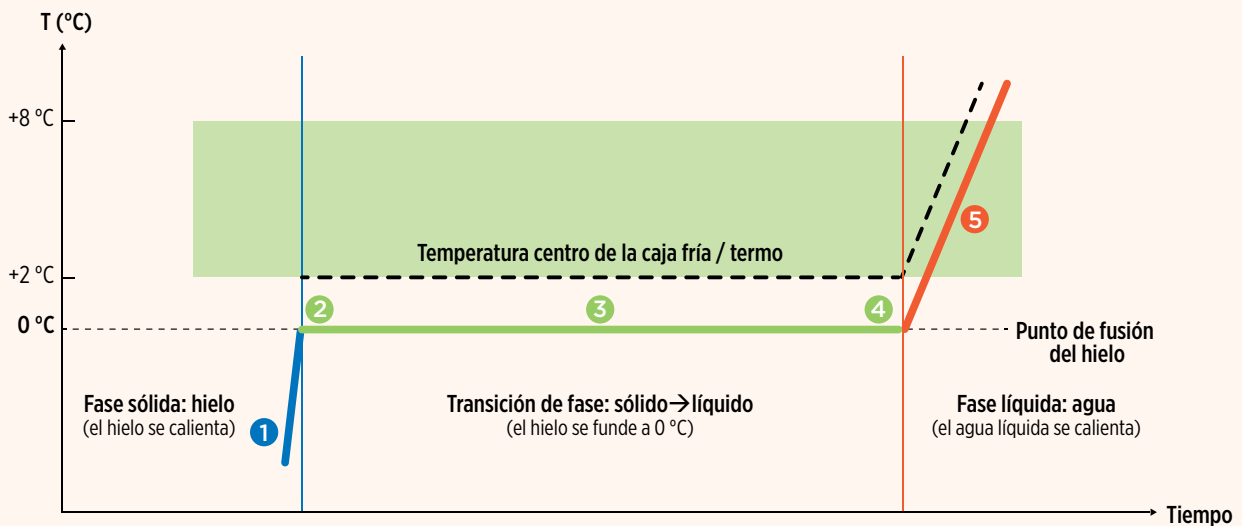 T (°C)
+8 °C
Temperatura centro de la caja fría / termo
5
+2 °C
2
3
4
0 °C
Punto de fusión
del hielo
Fase sólida: hielo
(el hielo se calienta)
1
Transición de fase: sólido→líquido
(el hielo se funde a 0 °C)
Fase líquida: agua
(el agua líquida se calienta)
Tiempo